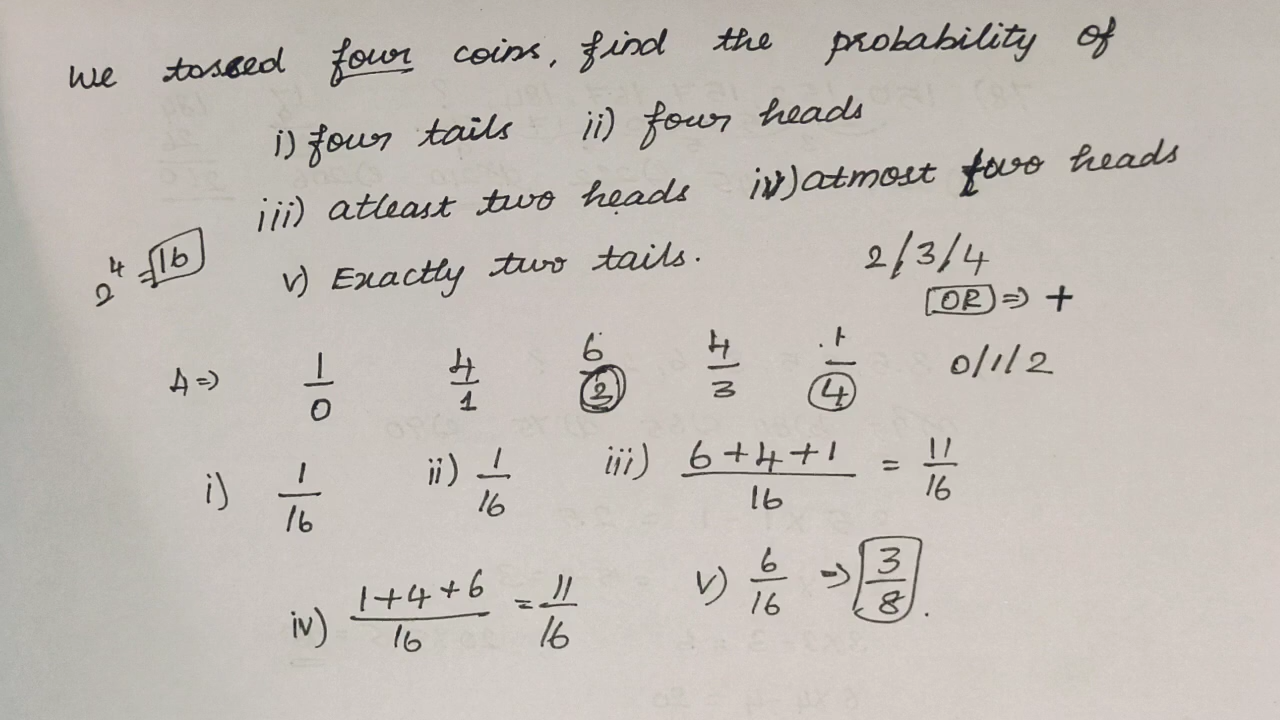 We tossed four coins, find the probability of
i) four tails ii) four heads
iii) atleast two heads iv) atmost two heads
2^4 = 16
v) Exactly two tails.
2/3/4
OR => +
4 => 1/0 4/1 6/2 4/3 1/4 0/1/2
i) 1/16 ii) 1/16 iii) 6+4+1/16 = 11/16
iv) 1+4+6/16 = 11/16 v) 6/16 => 3/8.